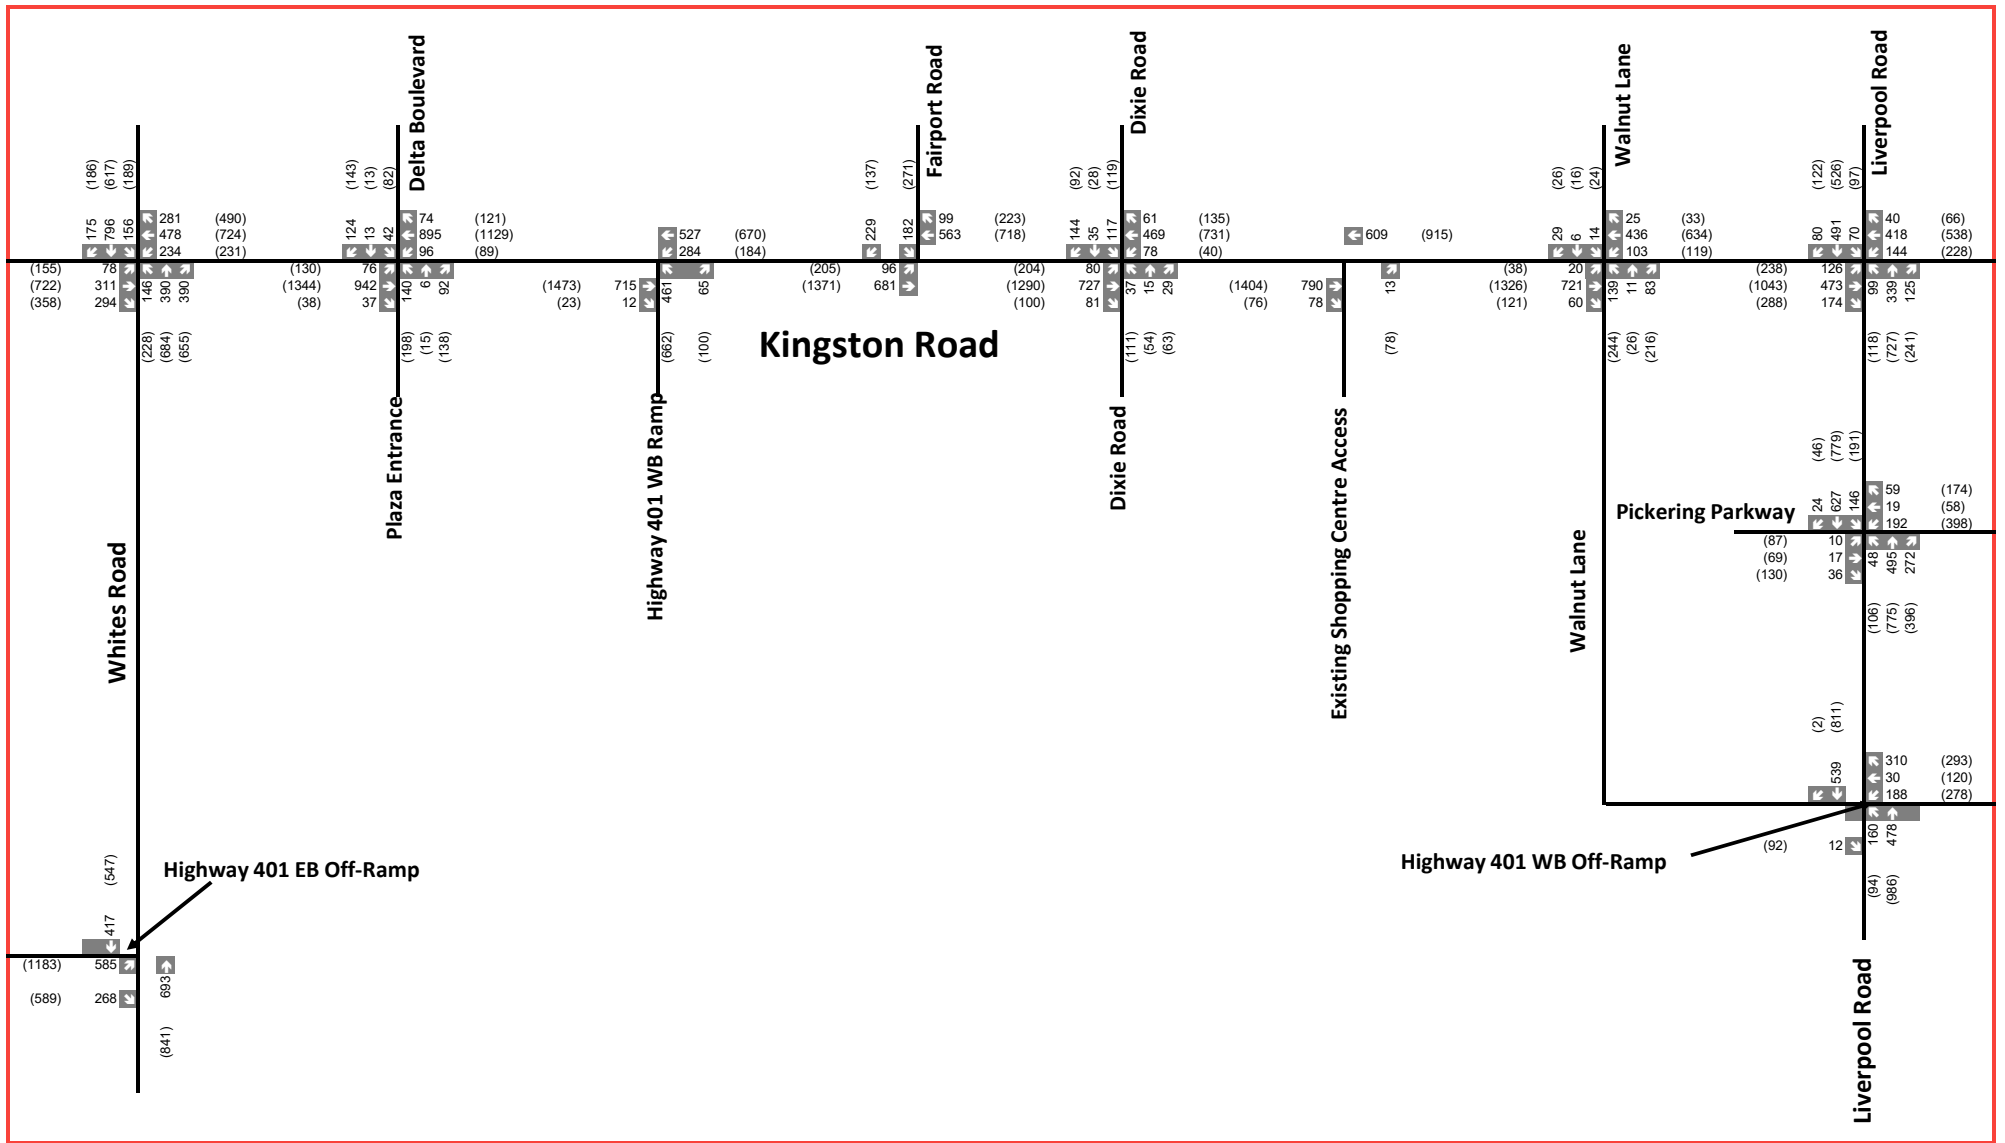 Delta Boulevard
Fairport Road
Dixie Road
Walnut Lane
Liverpool Road
(186) (617) (189)
175 796 156
281 (490)
478 (724)
234 (231)
(155) 78
(722) 311
(358) 294
146 390 390
(228) (684) (655)
(143) (13) (82)
124 13 42
74 (121)
895 (1129)
96 (89)
(130) 76
(1344) 942
(38) 37
140 6 92
(198) (15) (138)
527 (670)
284 (184)
(1473) 715
(23) 12
461 65
(662) (100)
(137) (271)
229 182
99 (223)
563 (718)
(205) 96
(1371) 681
(92) (28) (119)
144 35 117
61 (135)
469 (731)
78 (40)
(204) 80
(1290) 727
(100) 81
37 15 29
(111) (54) (63)
609 (915)
(1404) 790
(76) 78
13
(78)
(26) (16) (24)
29 6 14
25 (33)
436 (634)
103 (119)
(38) 20
(1326) 721
(121) 60
139 11 83
(244) (26) (216)
(122) (526) (97)
80 491 70
40 (66)
418 (538)
144 (228)
(238) 126
(1043) 473
(288) 174
99 339 125
(118) (727) (241)
Kingston Road
Whites Road
Plaza Entrance
Highway 401 WB Ramp
Dixie Road
Existing Shopping Centre Access
Walnut Lane
Pickering Parkway
(46) (779) (191)
24 627 146
59 (174)
19 (58)
192 (398)
(87) 10
(69) 17
(130) 36
48 495 272
(106) (775) (396)
(2) (811)
539
310 (293)
30 (120)
188 (278)
(92) 12
160 478
(94) (986)
Highway 401 WB Off-Ramp
Highway 401 EB Off-Ramp
(547)
417
(1183) 585
(589) 268
693
(841)
Liverpool Road